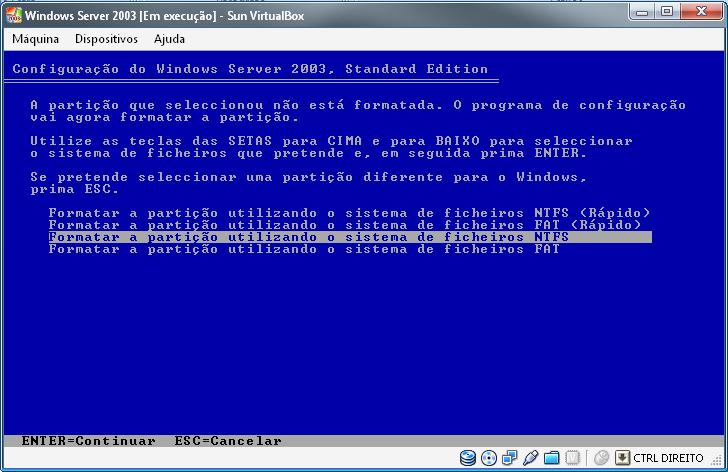 Windows Server 2003 [Em execução] - Sun VirtualBox
Máquina Dispositivos Ajuda
Configuração do Windows Server 2003, Standard Edition
A partição que seleccionou não está formatada. O programa de configuração
vai agora formatar a partição.
Utilize as teclas das SETAS para CIMA e para BAIXO para seleccionar
o sistema de ficheiros que pretende e, em seguida prima ENTER.
Se pretende seleccionar uma partição diferente para o Windows,
prima ESC.
Formatar a partição utilizando o sistema de ficheiros NTFS (Rápido)
Formatar a partição utilizando o sistema de ficheiros FAT (Rápido)
Formatar a partição utilizando o sistema de ficheiros NTFS
Formatar a partição utilizando o sistema de ficheiros FAT
ENTER=Continuar ESC=Cancelar
CTRL DIREITO